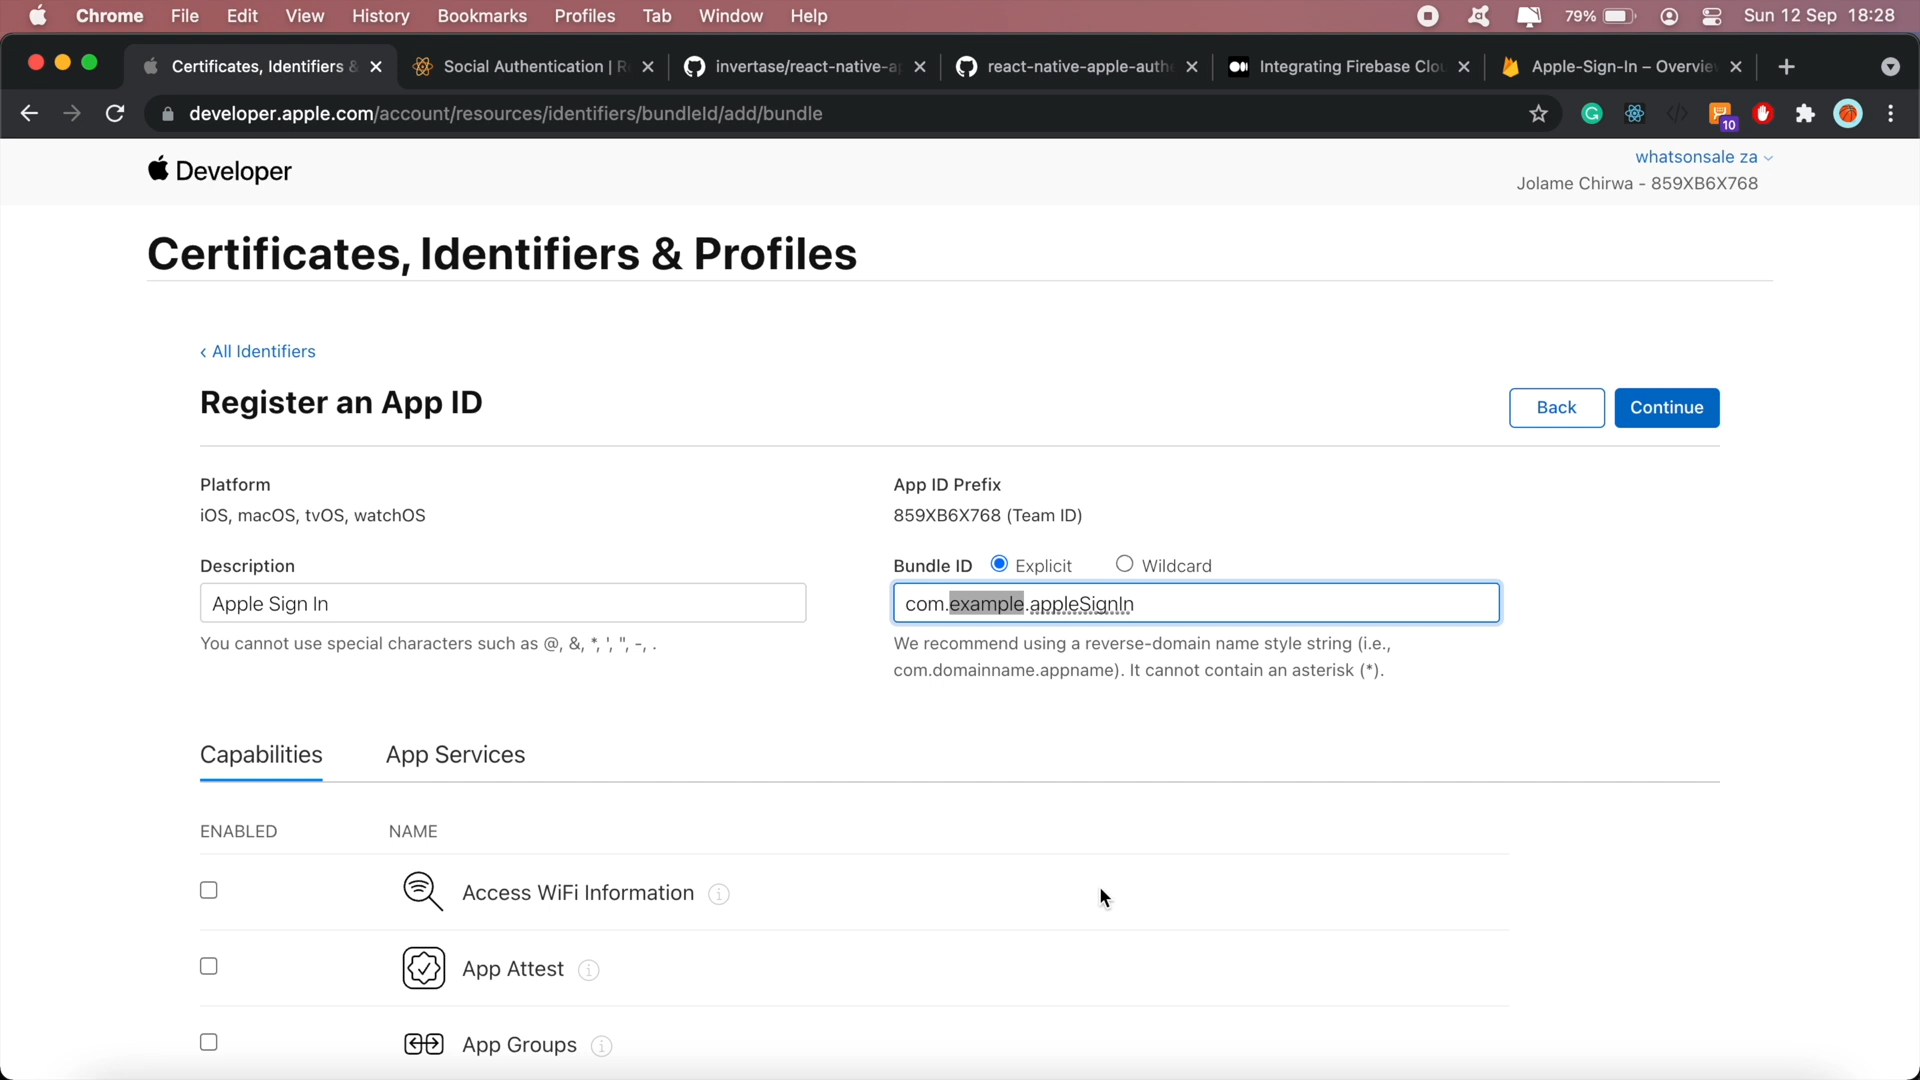 Chrome File Edit View History Bookmarks Profiles Tab Window Help 79% Sun 12 Sep 18:28
Certificates, Identifiers & Social Authentication | R invertase/react-native-ap react-native-apple-auth Integrating Firebase Clou Apple-Sign-In – Overview
developer.apple.com/account/resources/identifiers/bundleId/add/bundle 10
Developer
whatsonsale za
Jolame Chirwa - 859XB6X768
Certificates, Identifiers & Profiles
‹ All Identifiers
Register an App ID
Back Continue
Platform
iOS, macOS, tvOS, watchOS
App ID Prefix
859XB6X768 (Team ID)
Description
Apple Sign In
You cannot use special characters such as @, &, *, ', ", -, .
Bundle ID Explicit Wildcard
com.example.appleSignIn
We recommend using a reverse-domain name style string (i.e.,
com.domainname.appname). It cannot contain an asterisk (*).
Capabilities App Services
ENABLED NAME
Access WiFi Information
App Attest
App Groups